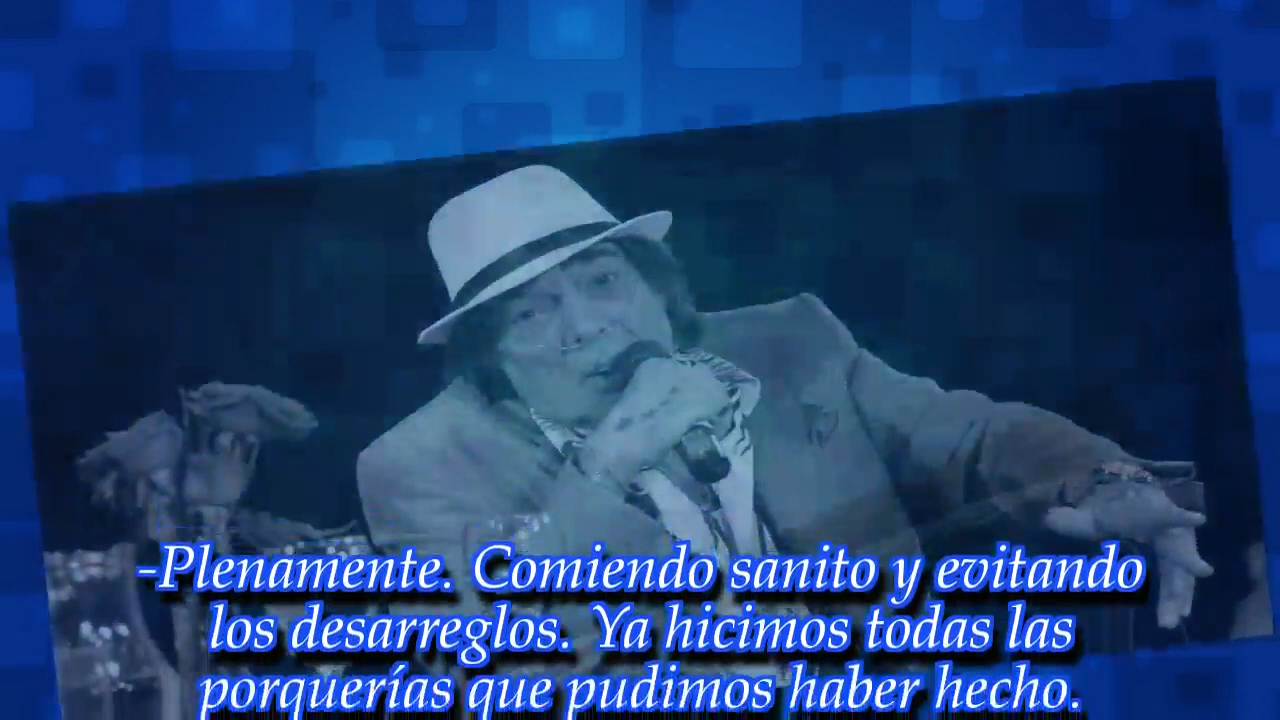 -Plenamente. Comiendo sanito y evitando
los desarreglos. Ya hicimos todas las
porquerías que pudimos haber hecho.